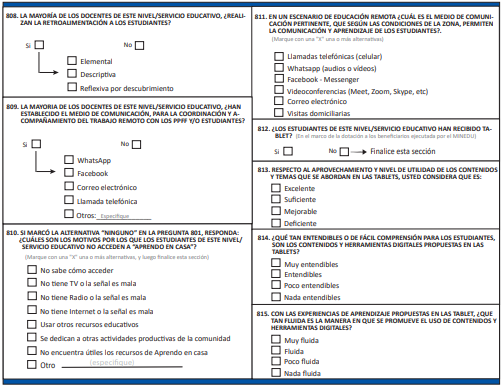 808. LA MAYORÍA DE LOS DOCENTES DE ESTE NIVEL/SERVICIO EDUCATIVO, ¿REALI-
ZAN LA RETROALIMENTACIÓN A LOS ESTUDIANTES?
Si
No
Elemental
Descriptiva
Reflexiva por descubrimiento
809. LA MAYORIA DE LOS DOCENTES DE ESTE NIVEL/SERVICIO EDUCATIVO, ¿HAN
ESTABLECIDO EL MEDIO DE COMUNICACIÓN, PARA LA COORDINACIÓN Y A-
COMPAÑAMIENTO DEL TRABAJO REMOTO CON LOS PPFF Y/O ESTUDIANTES?
Si
No
WhatsApp
Facebook
Correo electrónico
Llamada telefónica
Otros: Especifique
810. SI MARCÓ LA ALTERNATIVA "NINGUNO" EN LA PREGUNTA 801, RESPONDA:
¿CUÁLES SON LOS MOTIVOS POR LOS QUE LOS ESTUDIANTES DE ESTE NIVEL/
SERVICIO EDUCATIVO NO ACCEDEN A "APRENDO EN CASA"?
(Marque con una "X" una o más alternativas, y luego finalice esta sección)
No sabe cómo acceder
No tiene TV o la señal es mala
No tiene Radio o la señal es mala
No tiene Internet o la señal es mala
Usar otros recursos educativos
Se dedican a otras actividades productivas de la comunidad
No encuentra útiles los recursos de Aprendo en casa
Otro (especifique)
811. EN UN ESCENARIO DE EDUCACIÓN REMOTA ¿CUÁL ES EL MEDIO DE COMUNI-
CACIÓN PERTINENTE, QUE SEGÚN LAS CONDICIONES DE LA ZONA, PERMITEN
LA COMUNICACIÓN Y APRENDIZAJE DE LOS ESTUDIANTES?.
(Marque con una "X" una o más alternativas)
Llamadas telefónicas (celular)
Whatsapp (audios o vídeos)
Facebook - Messenger
Videoconferencias (Meet, Zoom, Skype, etc)
Correo electrónico
Visitas domiciliarias
812. ¿LOS ESTUDIANTES DE ESTE NIVEL/SERVICIO EDUCATIVO HAN RECIBIDO TA-
BLET? (En el marco de la dotación a los beneficiarios ejecutada por el MINEDU)
Si
No
Finalice esta sección
813. RESPECTO AL APROVECHAMIENTO Y NIVEL DE UTILIDAD DE LOS CONTENIDOS
Y TEMAS QUE SE ABORDAN EN LAS TABLETS, USTED CONSIDERA QUE ES:
Excelente
Suficiente
Mejorable
Deficiente
814. ¿QUÉ TAN ENTENDIBLES O DE FÁCIL COMPRENSIÓN PARA LOS ESTUDIANTES,
SON LOS CONTENIDOS Y HERRAMIENTAS DIGITALES PROPUESTAS EN LAS
TABLETS?
Muy entendibles
Entendibles
Poco entendibles
Nada entendibles
815. CON LAS EXPERIENCIAS DE APRENDIZAJE PROPUESTAS EN LAS TABLET, ¿QUE
TAN FLUIDA ES LA MANERA EN QUE SE PROMUEVE EL USO DE CONTENIDOS Y
HERRAMIENTAS DIGITALES?
Muy fluida
Fluida
Poco fluida
Nada fluida